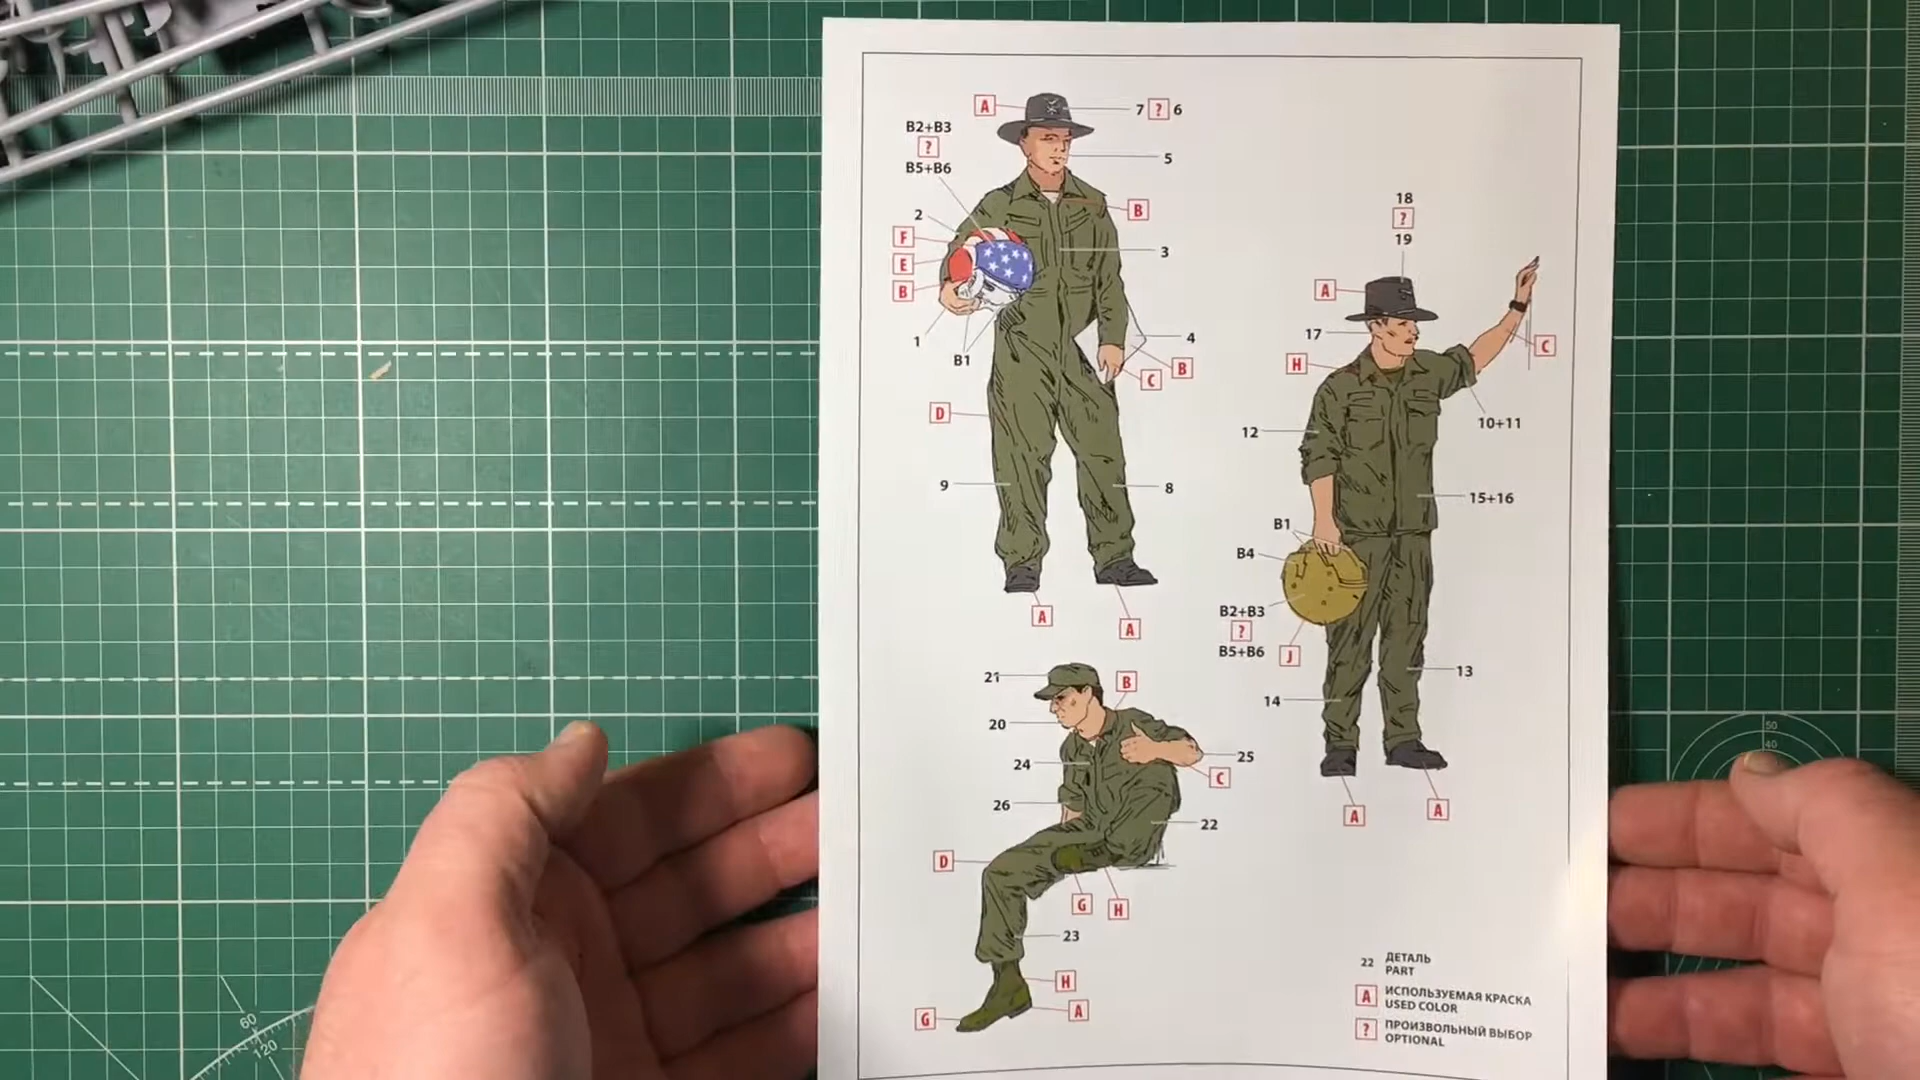 A
7 ? 6
B2+B3
?
B5+B6
5
2
B
F
3
E
B
1
B1
4
B
C
D
9
8
A
A
18
?
19
A
17
C
H
12
10+11
15+16
B1
B4
B2+B3
?
B5+B6
J
13
14
A
A
21
B
20
24
25
C
26
22
D
G
H
23
H
A
G
22 ДЕТАЛЬ
PART
A ИСПОЛЬЗУЕМАЯ КРАСКА
USED COLOR
? ПРОИЗВОЛЬНЫЙ ВЫБОР
OPTIONAL
50
40
60
120